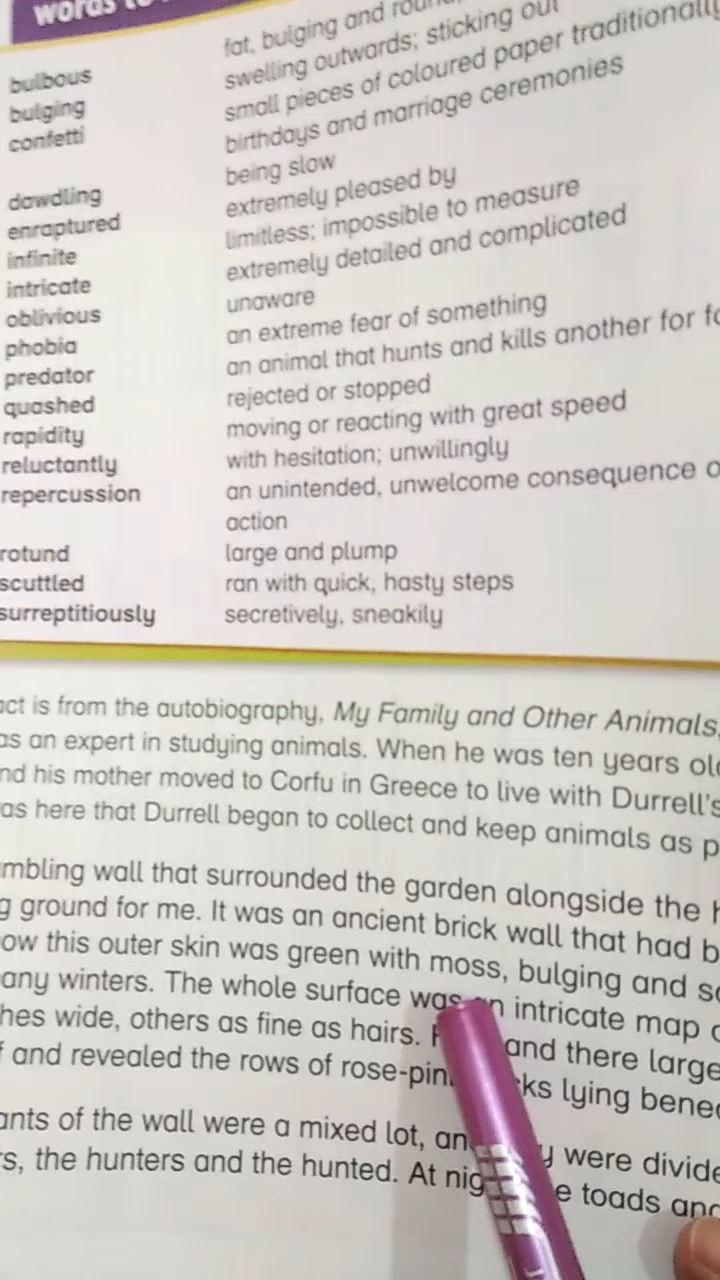 words to
bulbous fat, bulging and
bulging swelling outwards; sticking out
confetti small pieces of coloured paper traditionally
birthdays and marriage ceremonies
dawdling being slow
enraptured extremely pleased by
infinite limitless; impossible to measure
intricate extremely detailed and complicated
oblivious unaware
phobia an extreme fear of something
predator an animal that hunts and kills another for
quashed rejected or stopped
rapidity moving or reacting with great speed
reluctantly with hesitation; unwillingly
repercussion an unintended, unwelcome consequence
action
rotund large and plump
scuttled ran with quick, hasty steps
surreptitiously secretively, sneakily
act is from the autobiography, My Family and Other Animals,
as an expert in studying animals. When he was ten years
his mother moved to Corfu in Greece to live with Durrell's
as here that Durrell began to collect and keep animals as
mbling wall that surrounded the garden alongside the
g ground for me. It was an ancient brick wall that had
ow this outer skin was green with moss, bulging and
any winters. The whole surface was an intricate map
hes wide, others as fine as hairs. and there large
f and revealed the rows of rose-pin ks lying
ants of the wall were a mixed lot, an y were
s, the hunters and the hunted. At nig e toads and